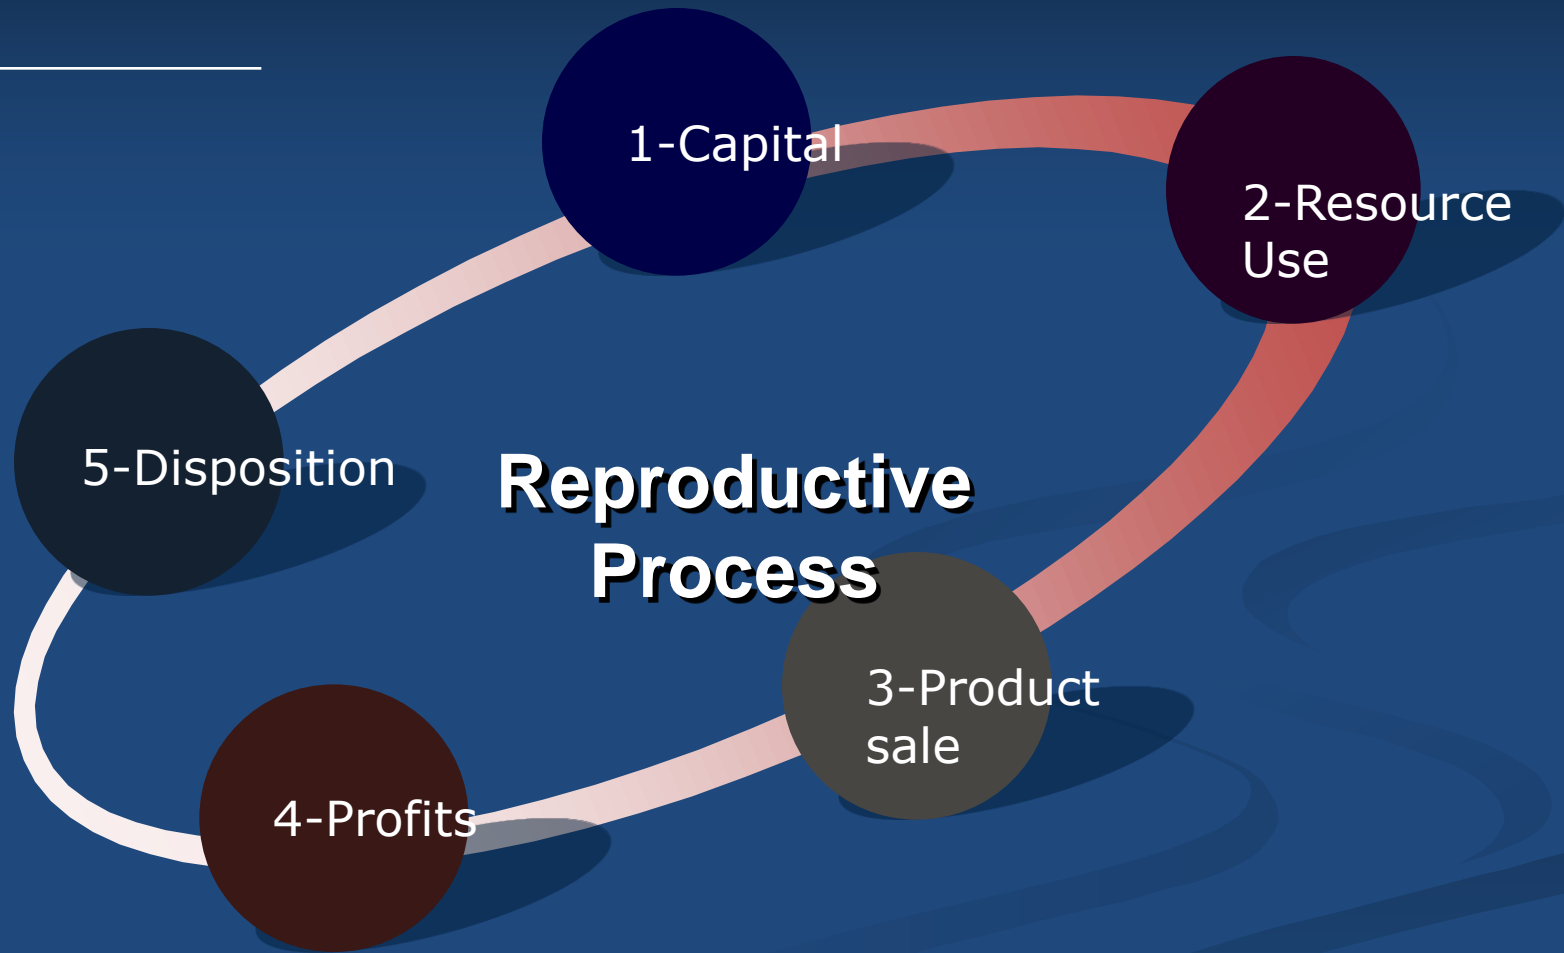 1-Capital
2-Resource
Use
5-Disposition
Reproductive
Process
3-Product
sale
4-Profits